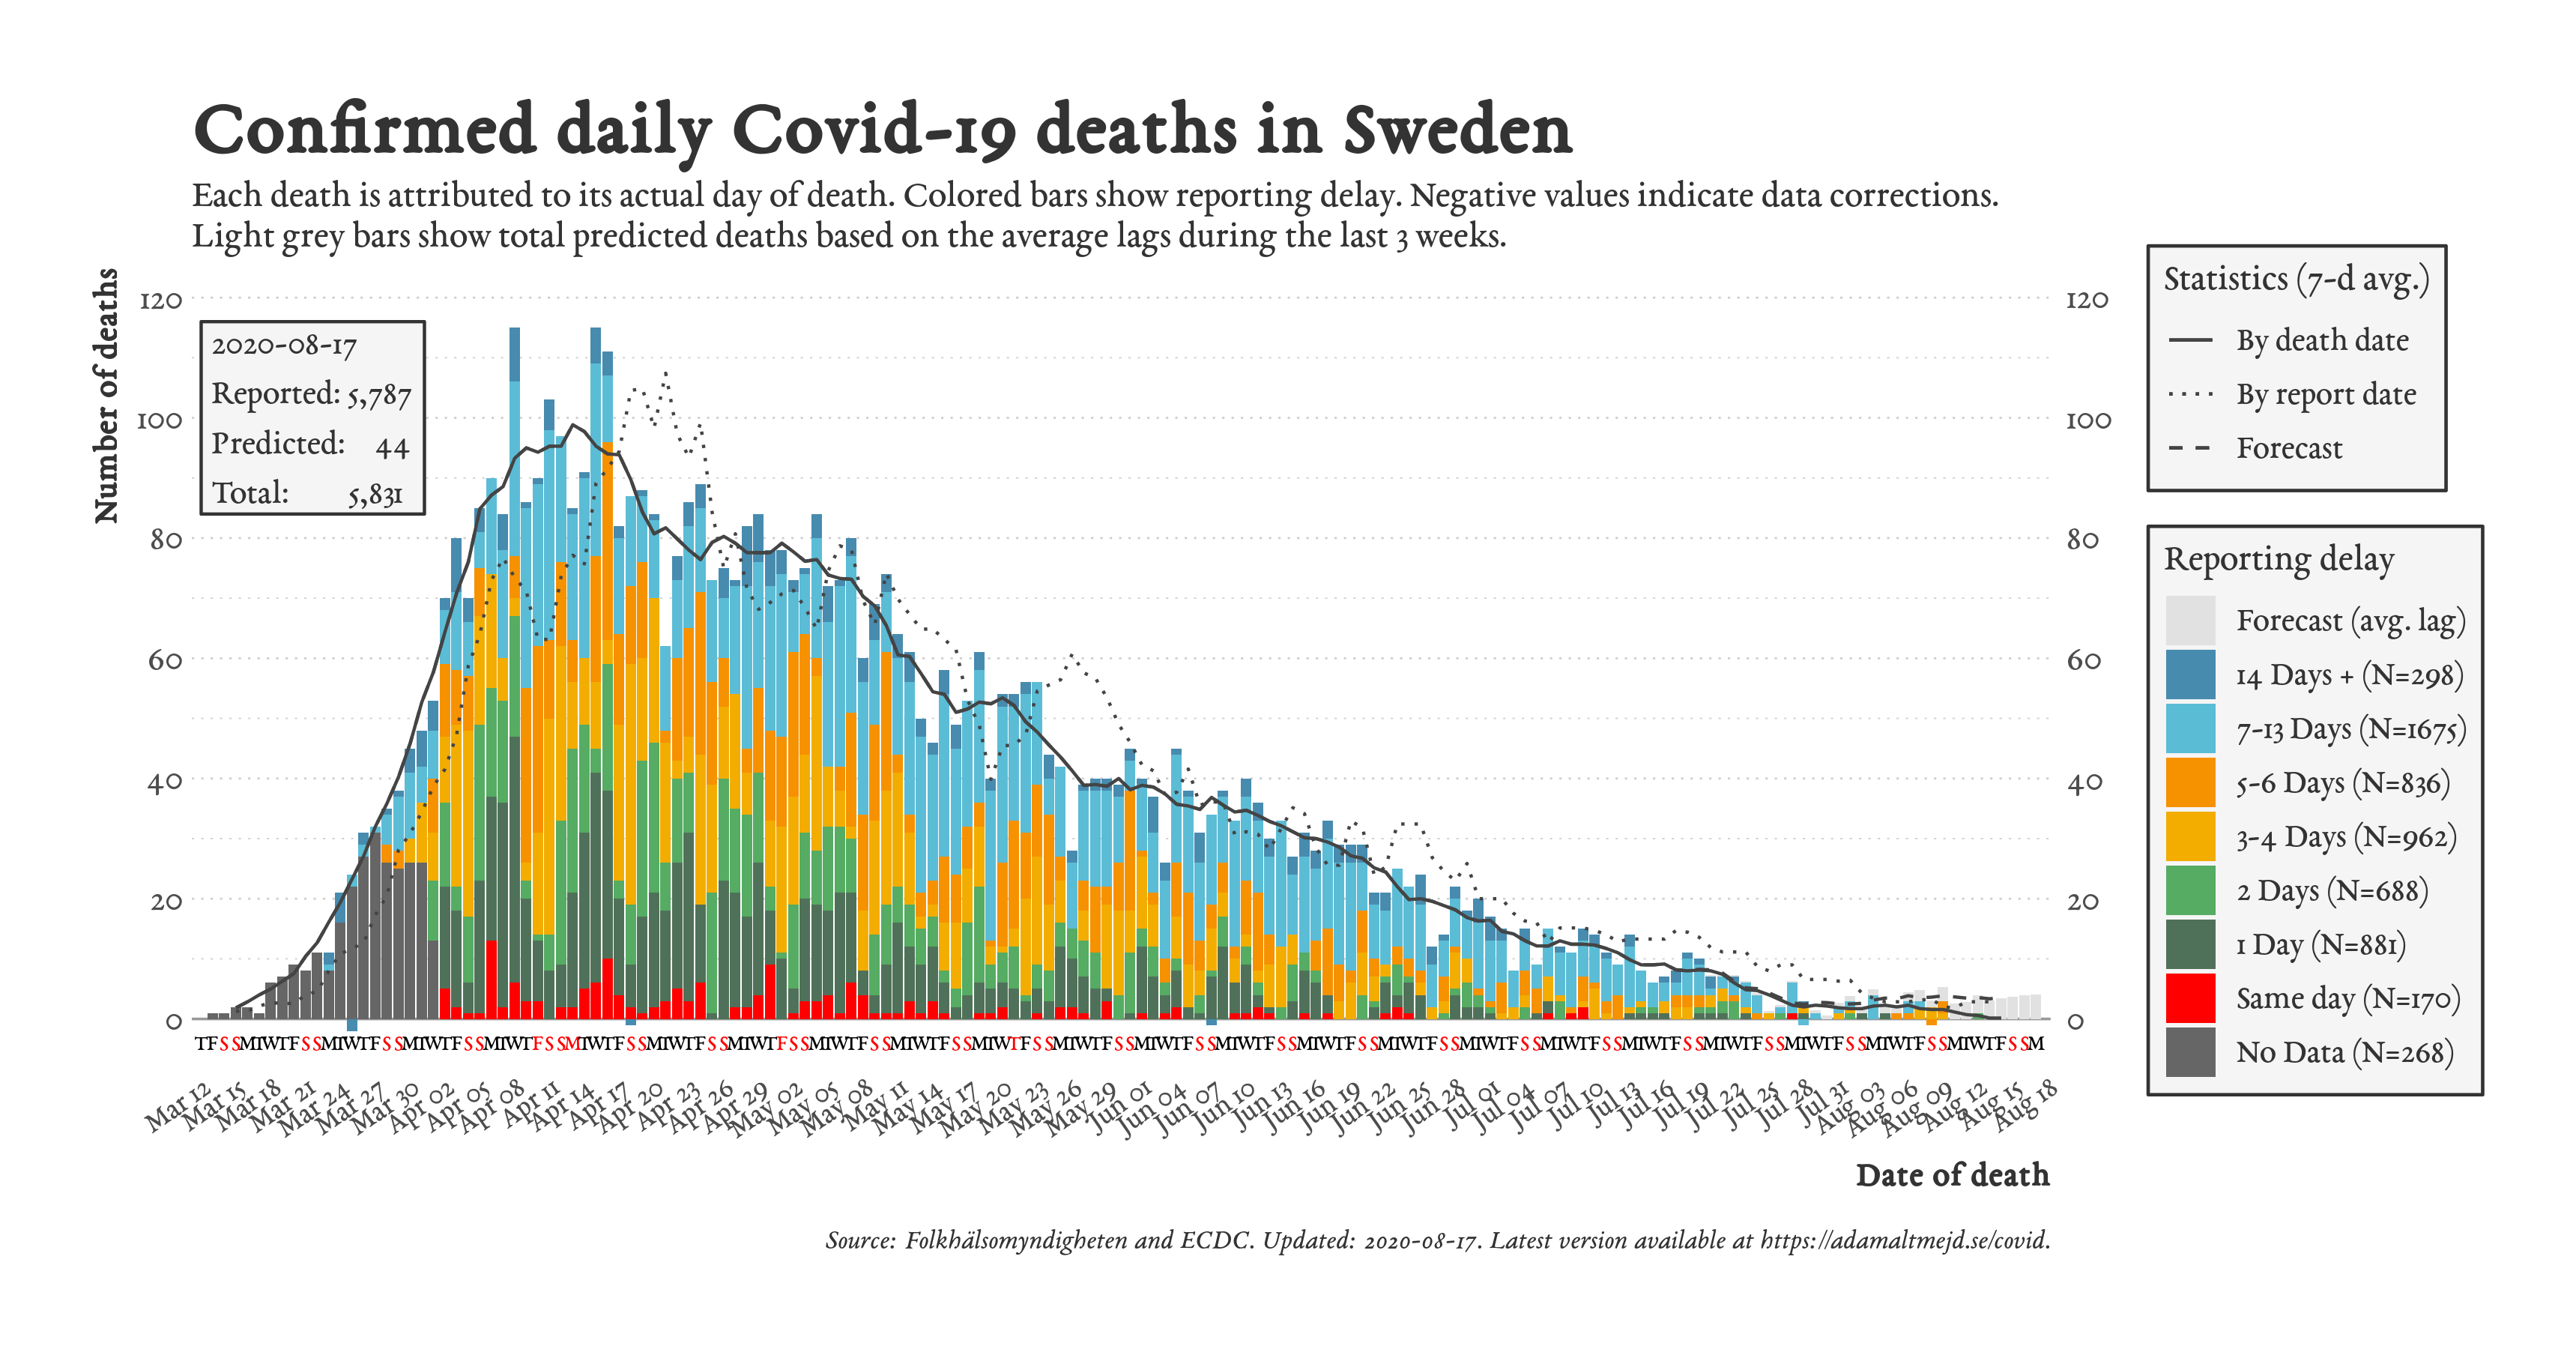 Confirmed daily Covid-19 deaths in Sweden
Each death is attributed to its actual day of death. Colored bars show reporting delay. Negative values indicate data corrections.
Light grey bars show total predicted deaths based on the average lags during the last 3 weeks.
Number of deaths
120
100
80
60
40
20
0
2020-08-17
Reported: 5,787
Predicted: 44
Total: 5,831
120
100
80
60
40
20
0
Statistics (7-d avg.)
By death date
By report date
Forecast
Reporting delay
Forecast (avg. lag)
14 Days + (N=298)
7-13 Days (N=1675)
5-6 Days (N=836)
3-4 Days (N=962)
2 Days (N=688)
1 Day (N=881)
Same day (N=170)
No Data (N=268)
TFSSMTWTFSSMTWTFSSMTWTFSSMTWTFSSMTWTFSSMTWTFSSMTWTFSSMTWTFSSMTWTFSSMTWTFSSMTWTFSSMTWTFSSMTWTFSSMTWTFSSMTWTFSSMTWTFSSMTWTFSSMTWTFSSMTWTFSSMTWTFSSMTWTFSSMTWTFSSM
Mar 12 Mar 15 Mar 18 Mar 21 Mar 24 Mar 27 Mar 30 Apr 02 Apr 05 Apr 08 Apr 11 Apr 14 Apr 17 Apr 20 Apr 23 Apr 26 Apr 29 May 02 May 05 May 08 May 11 May 14 May 17 May 20 May 23 May 26 May 29 Jun 01 Jun 04 Jun 07 Jun 10 Jun 13 Jun 16 Jun 19 Jun 22 Jun 25 Jun 28 Jul 01 Jul 04 Jul 07 Jul 10 Jul 13 Jul 16 Jul 19 Jul 22 Jul 25 Jul 28 Jul 31 Aug 03 Aug 06 Aug 09 Aug 12 Aug 15 Aug 18
Date of death
Source: Folkhälsomyndigheten and ECDC. Updated: 2020-08-17. Latest version available at https://adamaltmejd.se/covid.